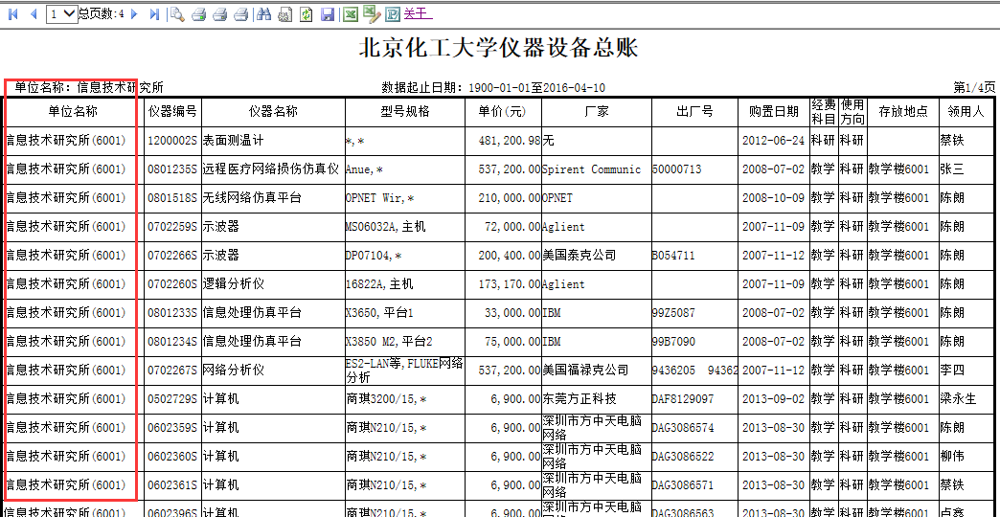 1 总页数:4 关于
北京化工大学仪器设备总账
单位名称：信息技术研究所 数据起止日期：1900-01-01至2016-04-10 第1/4页
单位名称 仪器编号 仪器名称 型号规格 单价(元) 厂家 出厂号 购置日期 经费科目 使用方向 存放地点 领用人
信息技术研究所(6001) 1200002S 表面测温计 *,* 481,200.98 无 2012-06-24 科研 科研 蔡铁
信息技术研究所(6001) 0801235S 远程医疗网络损伤仿真仪 Anue,* 537,200.00 Spirent Communic 50000713 2008-07-02 教学 科研 教学楼6001 张三
信息技术研究所(6001) 0801518S 无线网络仿真平台 OPNET Wir,* 210,000.00 OPNET 2008-10-09 教学 科研 教学楼6001 陈朗
信息技术研究所(6001) 0702259S 示波器 MSO6032A,主机 72,000.00 Aglient 2007-11-09 教学 科研 教学楼6001 陈朗
信息技术研究所(6001) 0702266S 示波器 DPO7104,* 200,400.00 美国泰克公司 B054711 2007-11-12 教学 科研 教学楼6001 陈朗
信息技术研究所(6001) 0702260S 逻辑分析仪 16822A,主机 173,170.00 Aglient 2007-11-09 教学 科研 教学楼6001 陈朗
信息技术研究所(6001) 0801233S 信息处理仿真平台 X3650,平台1 33,000.00 IBM 99Z5087 2008-07-02 教学 科研 教学楼6001 陈朗
信息技术研究所(6001) 0801234S 信息处理仿真平台 X3850 M2,平台2 75,000.00 IBM 99B7090 2008-07-02 教学 科研 教学楼6001 陈朗
信息技术研究所(6001) 0702267S 网络分析仪 ES2-LAN等,FLUKE网络分析 537,200.00 美国福禄克公司 9436205 94362 2007-11-12 教学 科研 教学楼6001 李四
信息技术研究所(6001) 0502729S 计算机 商琪3200/15,* 6,900.00 东莞方正科技 DAF8129097 2013-09-02 教学 科研 教学楼6001 梁永生
信息技术研究所(6001) 0602359S 计算机 商琪N210/15,* 6,900.00 深圳市方中天电脑网络 DAG3086574 2013-08-30 教学 科研 教学楼6001 陈朗
信息技术研究所(6001) 0602360S 计算机 商琪N210/15,* 6,900.00 深圳市方中天电脑网络 DAG3086522 2013-08-30 教学 科研 教学楼6001 柳伟
信息技术研究所(6001) 0602361S 计算机 商琪N210/15,* 6,900.00 深圳市方中天电脑网络 DAG3086571 2013-08-30 教学 科研 教学楼6001 蔡铁
信息技术研究所(6001) 0602396S 计算机 商琪N210/15,* 6,900.00 深圳市方中天电脑 DAG3086563 2013-08-30 教学 科研 教学楼6001 卢鑫